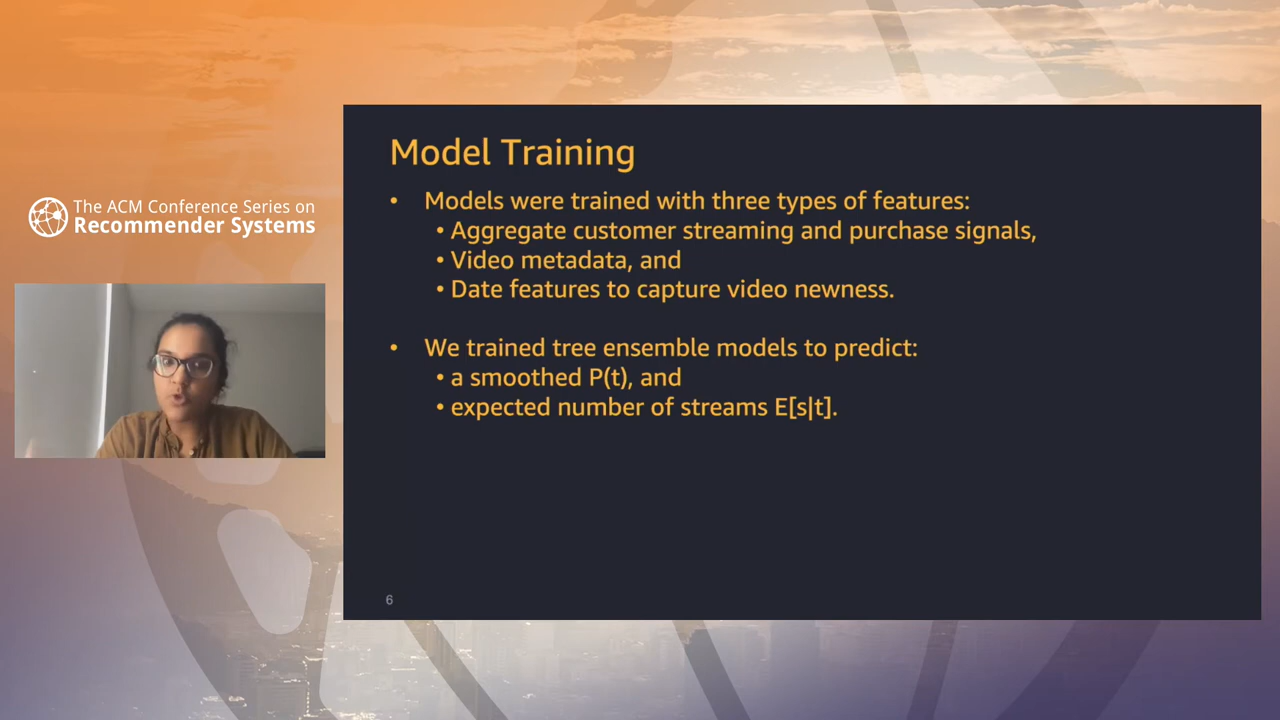 The ACM Conference Series on
Recommender Systems
Model Training
• Models were trained with three types of features:
• Aggregate customer streaming and purchase signals,
• Video metadata, and
• Date features to capture video newness.
• We trained tree ensemble models to predict:
• a smoothed P(t), and
• expected number of streams E[s|t].
6